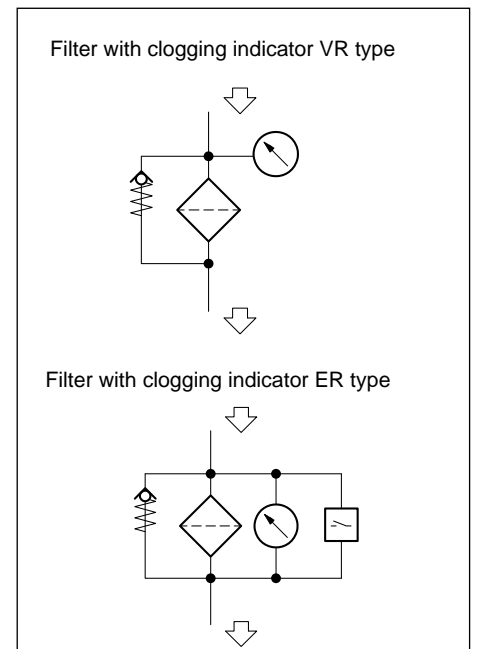 Filter with clogging indicator VR type
Filter with clogging indicator ER type